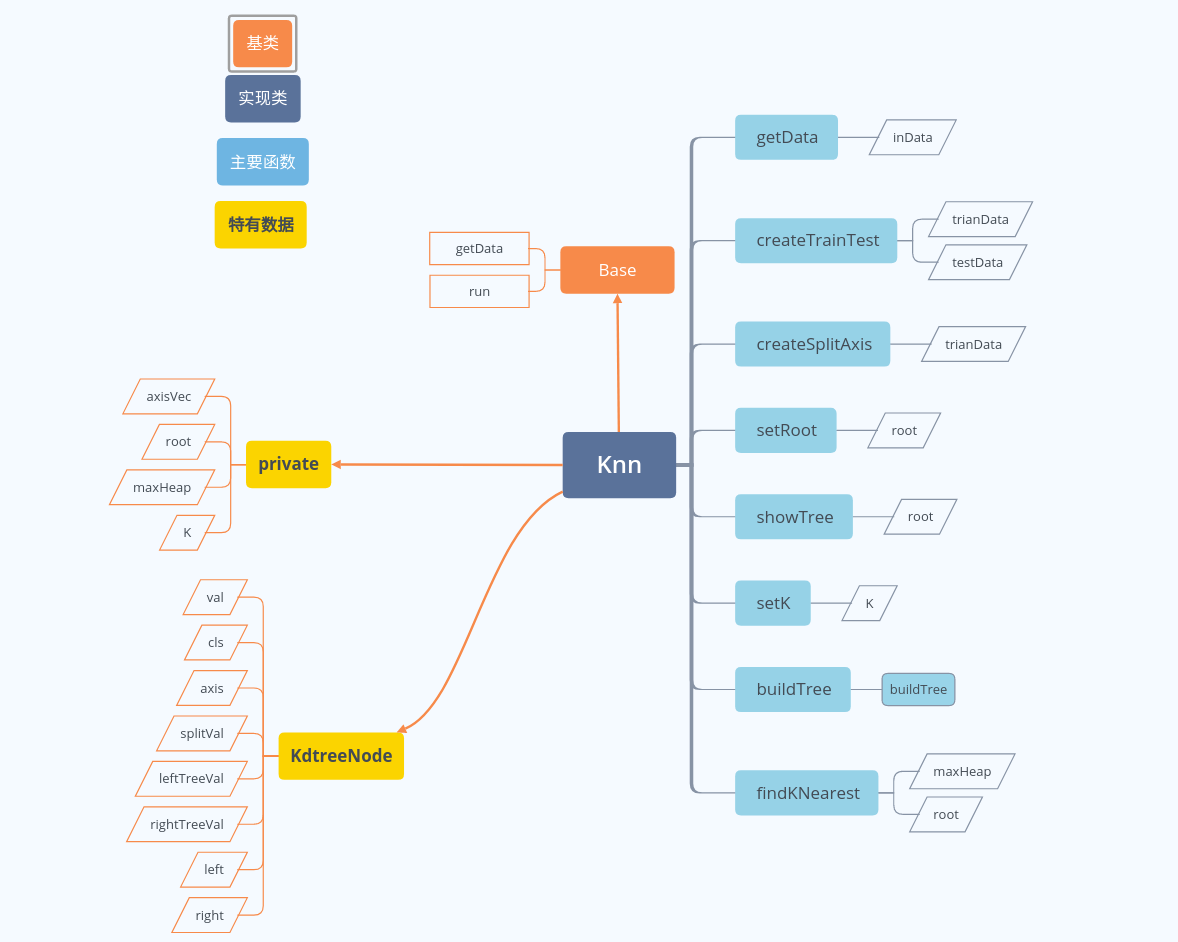 基类
实现类
主要函数
特有数据
Base
getData
run
Knn
private
axisVec
root
maxHeap
K
KdtreeNode
val
cls
axis
splitVal
leftTreeVal
rightTreeVal
left
right
getData
inData
createTrainTest
trianData
testData
createSplitAxis
trianData
setRoot
root
showTree
root
setK
K
buildTree
buildTree
findKNearest
maxHeap
root